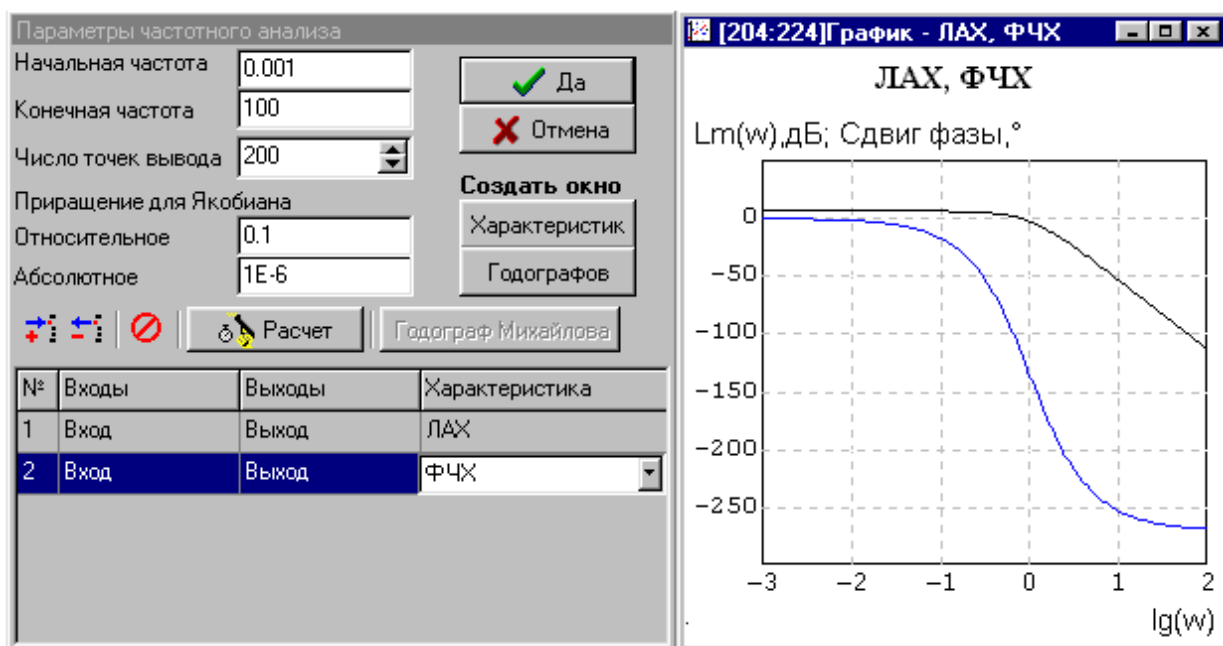 Параметры частотного анализа
Начальная частота 0.001
Конечная частота 100
Число точек вывода 200
Приращение для Якобиана
Относительное 0.1
Абсолютное 1E-6
Да
Отмена
Создать окно
Характеристик
Годографов
Расчет Годограф Михайлова
№ Входы Выходы Характеристика
1 Вход Выход ЛАХ
2 Вход Выход ФЧХ
[204:224]График - ЛАХ, ФЧХ
ЛАХ, ФЧХ
Lm(w),дБ; Сдвиг фазы,°
0
-50
-100
-150
-200
-250
-3 -2 -1 0 1 2
lg(w)